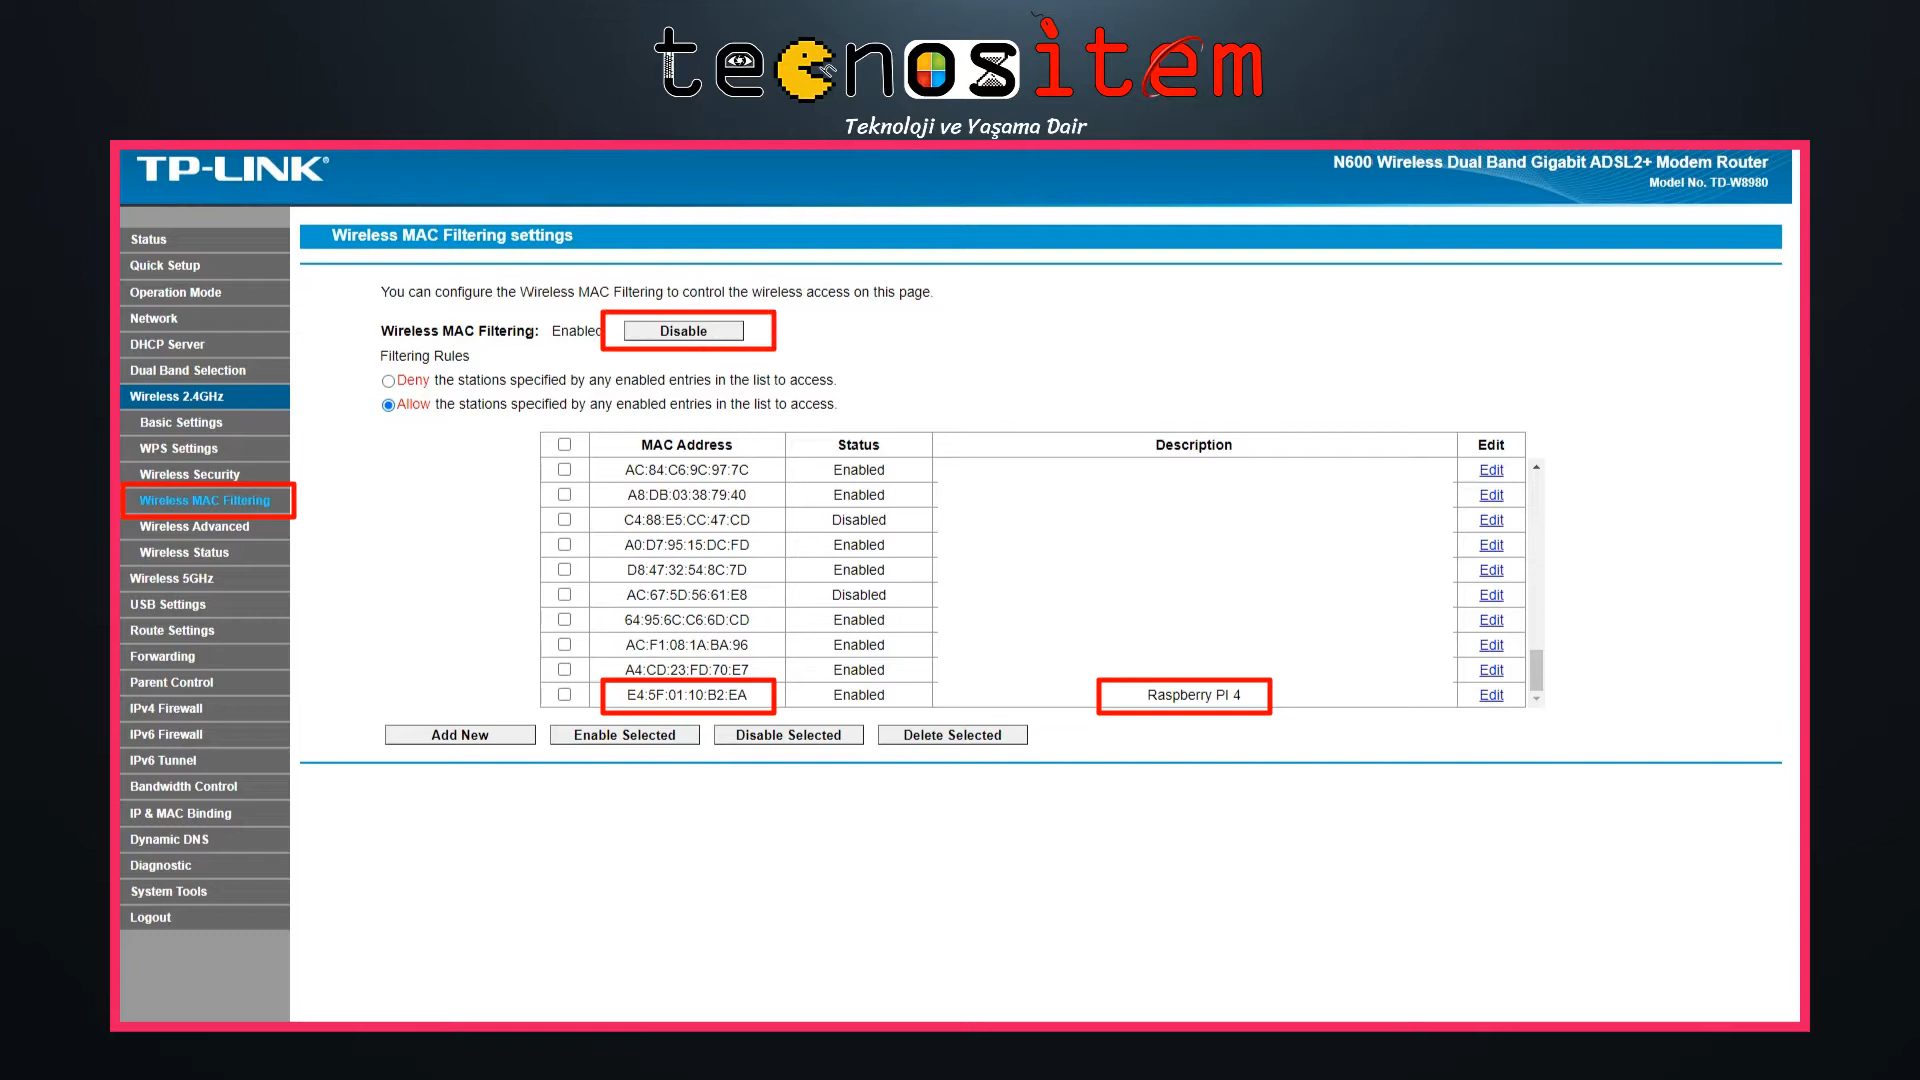 tecnositem
Teknoloji ve Yaşama Dair
TP-LINK®
N600 Wireless Dual Band Gigabit ADSL2+ Modem Router
Model No. TD-W8980
Status
Quick Setup
Operation Mode
Network
DHCP Server
Dual Band Selection
Wireless 2.4GHz
Basic Settings
WPS Settings
Wireless Security
Wireless MAC Filtering
Wireless Advanced
Wireless Status
Wireless 5GHz
USB Settings
Route Settings
Forwarding
Parent Control
IPv4 Firewall
IPv6 Firewall
IPv6 Tunnel
Bandwidth Control
IP & MAC Binding
Dynamic DNS
Diagnostic
System Tools
Logout
Wireless MAC Filtering settings
You can configure the Wireless MAC Filtering to control the wireless access on this page.
Wireless MAC Filtering: Enabled Disable
Filtering Rules
Deny the stations specified by any enabled entries in the list to access.
Allow the stations specified by any enabled entries in the list to access.
MAC Address Status Description Edit
AC:84:C6:9C:97:7C Enabled Edit
A8:DB:03:38:79:40 Enabled Edit
C4:88:E5:CC:47:CD Disabled Edit
A0:D7:95:15:DC:FD Enabled Edit
D8:47:32:54:8C:7D Enabled Edit
AC:67:5D:56:61:E8 Disabled Edit
64:95:6C:C6:6D:CD Enabled Edit
AC:F1:08:1A:BA:96 Enabled Edit
A4:CD:23:FD:70:E7 Enabled Edit
E4:5F:01:10:B2:EA Enabled Raspberry PI 4 Edit
Add New Enable Selected Disable Selected Delete Selected